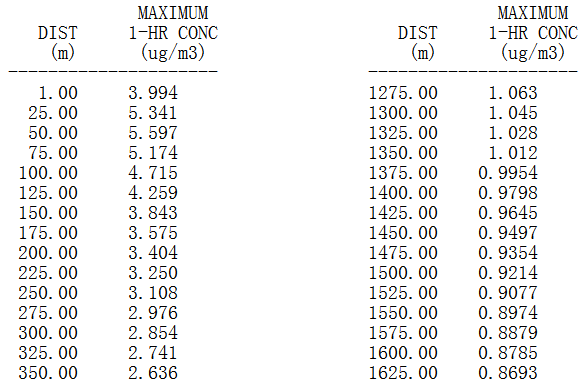 MAXIMUM MAXIMUM
DIST 1-HR CONC DIST 1-HR CONC
(m) (ug/m3) (m) (ug/m3)
--------------------- ---------------------
1.00 3.994 1275.00 1.063
25.00 5.341 1300.00 1.045
50.00 5.597 1325.00 1.028
75.00 5.174 1350.00 1.012
100.00 4.715 1375.00 0.9954
125.00 4.259 1400.00 0.9798
150.00 3.843 1425.00 0.9645
175.00 3.575 1450.00 0.9497
200.00 3.404 1475.00 0.9354
225.00 3.250 1500.00 0.9214
250.00 3.108 1525.00 0.9077
275.00 2.976 1550.00 0.8974
300.00 2.854 1575.00 0.8879
325.00 2.741 1600.00 0.8785
350.00 2.636 1625.00 0.8693